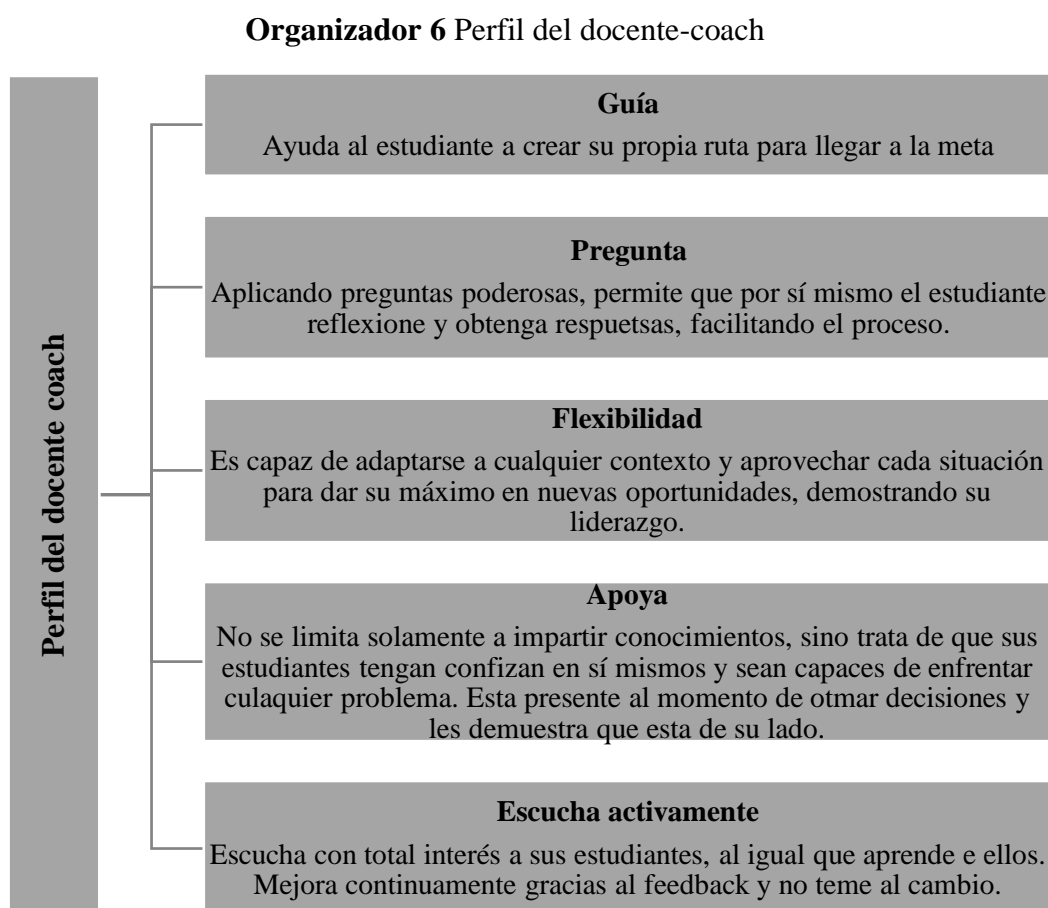 Organizador 6 Perfil del docente-coach
Perfil del docente coach
Guía
Ayuda al estudiante a crear su propia ruta para llegar a la meta
Pregunta
Aplicando preguntas poderosas, permite que por sí mismo el estudiante
reflexione y obtenga respuetsas, facilitando el proceso.
Flexibilidad
Es capaz de adaptarse a cualquier contexto y aprovechar cada situación
para dar su máximo en nuevas oportunidades, demostrando su
liderazgo.
Apoya
No se limita solamente a impartir conocimientos, sino trata de que sus
estudiantes tengan confizan en sí mismos y sean capaces de enfrentar
culaquier problema. Esta presente al momento de otmar decisiones y
les demuestra que esta de su lado.
Escucha activamente
Escucha con total interés a sus estudiantes, al igual que aprende e ellos.
Mejora continuamente gracias al feedback y no teme al cambio.